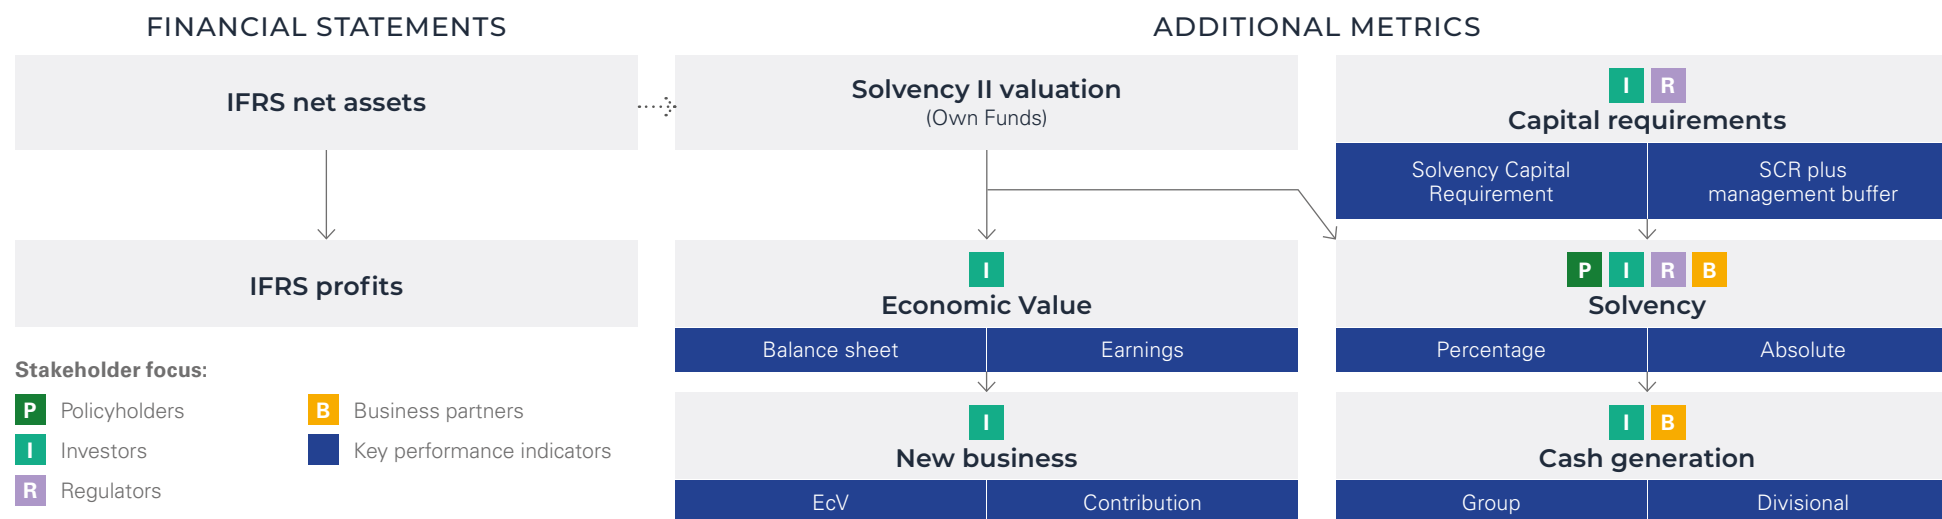 FINANCIAL STATEMENTS
ADDITIONAL METRICS
IFRS net assets
Solvency II valuation
(Own Funds)
I R
Capital requirements
Solvency Capital
Requirement
SCR plus
management buffer
IFRS profits
I
Economic Value
Balance sheet
Earnings
P I R B
Solvency
Percentage
Absolute
I
New business
EcV
Contribution
I B
Cash generation
Group
Divisional
Stakeholder focus:
P Policyholders
I Investors
R Regulators
B Business partners
Key performance indicators